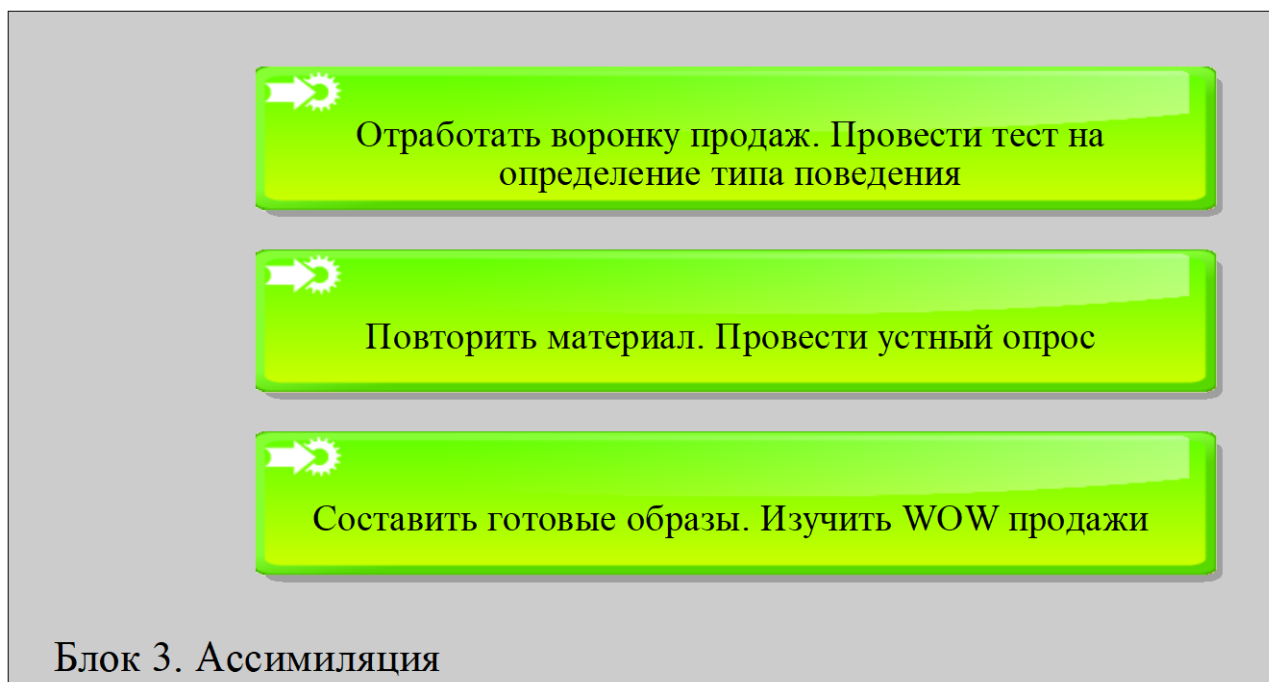 Отработать воронку продаж. Провести тест на
определение типа поведения
Повторить материал. Провести устный опрос
Составить готовые образы. Изучить WOW продажи
Блок 3. Ассимиляция